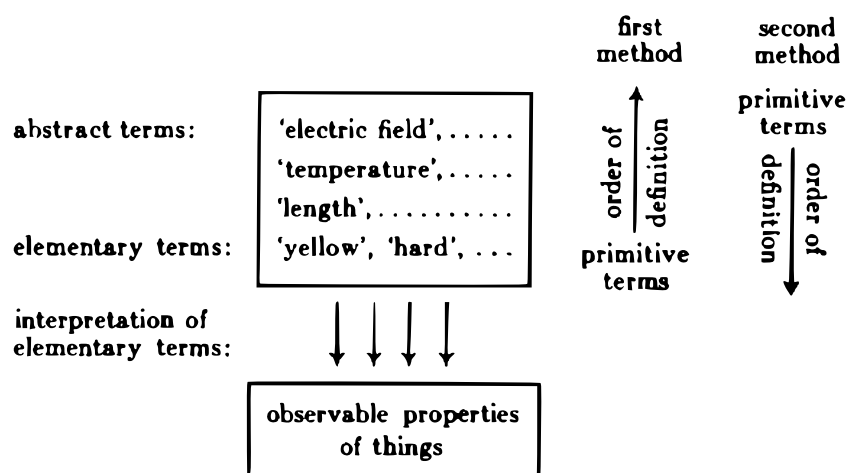 first method
second method
abstract terms:
'electric field',.....
'temperature',.....
'length',..........
elementary terms:
'yellow', 'hard', ...
order of definition
primitive terms
primitive terms
order of definition
interpretation of
elementary terms:
observable properties
of things